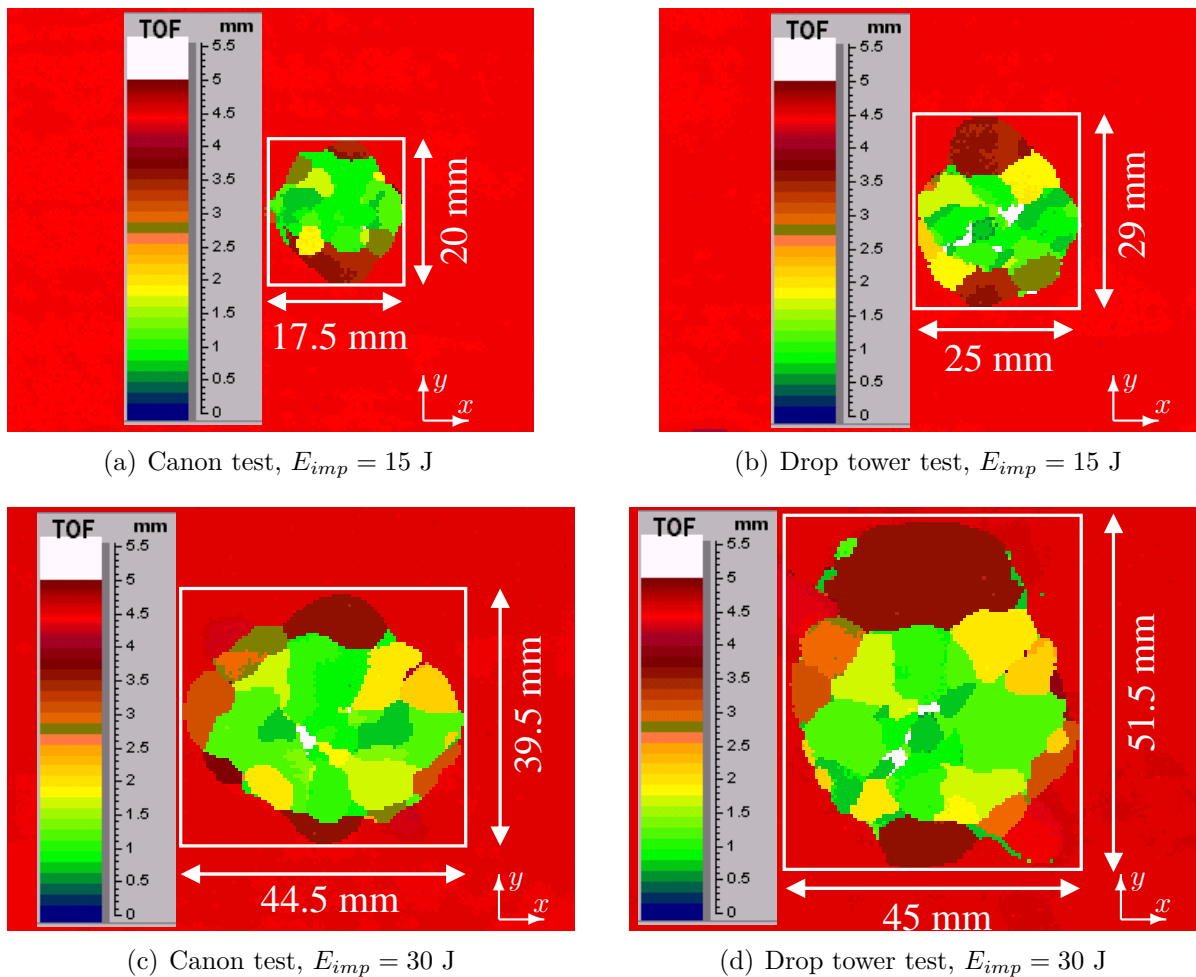 TOF mm
5.5
5
4.5
4
3.5
3
2.5
2
1.5
1
0.5
0
20 mm
17.5 mm
y
x
(a) Canon test, E_imp = 15 J
TOF mm
5.5
5
4.5
4
3.5
3
2.5
2
1.5
1
0.5
0
29 mm
25 mm
y
x
(b) Drop tower test, E_imp = 15 J
TOF mm
5.5
5
4.5
4
3.5
3
2.5
2
1.5
1
0.5
0
39.5 mm
44.5 mm
y
x
(c) Canon test, E_imp = 30 J
TOF mm
5.5
5
4.5
4
3.5
3
2.5
2
1.5
1
0.5
0
51.5 mm
45 mm
y
x
(d) Drop tower test, E_imp = 30 J